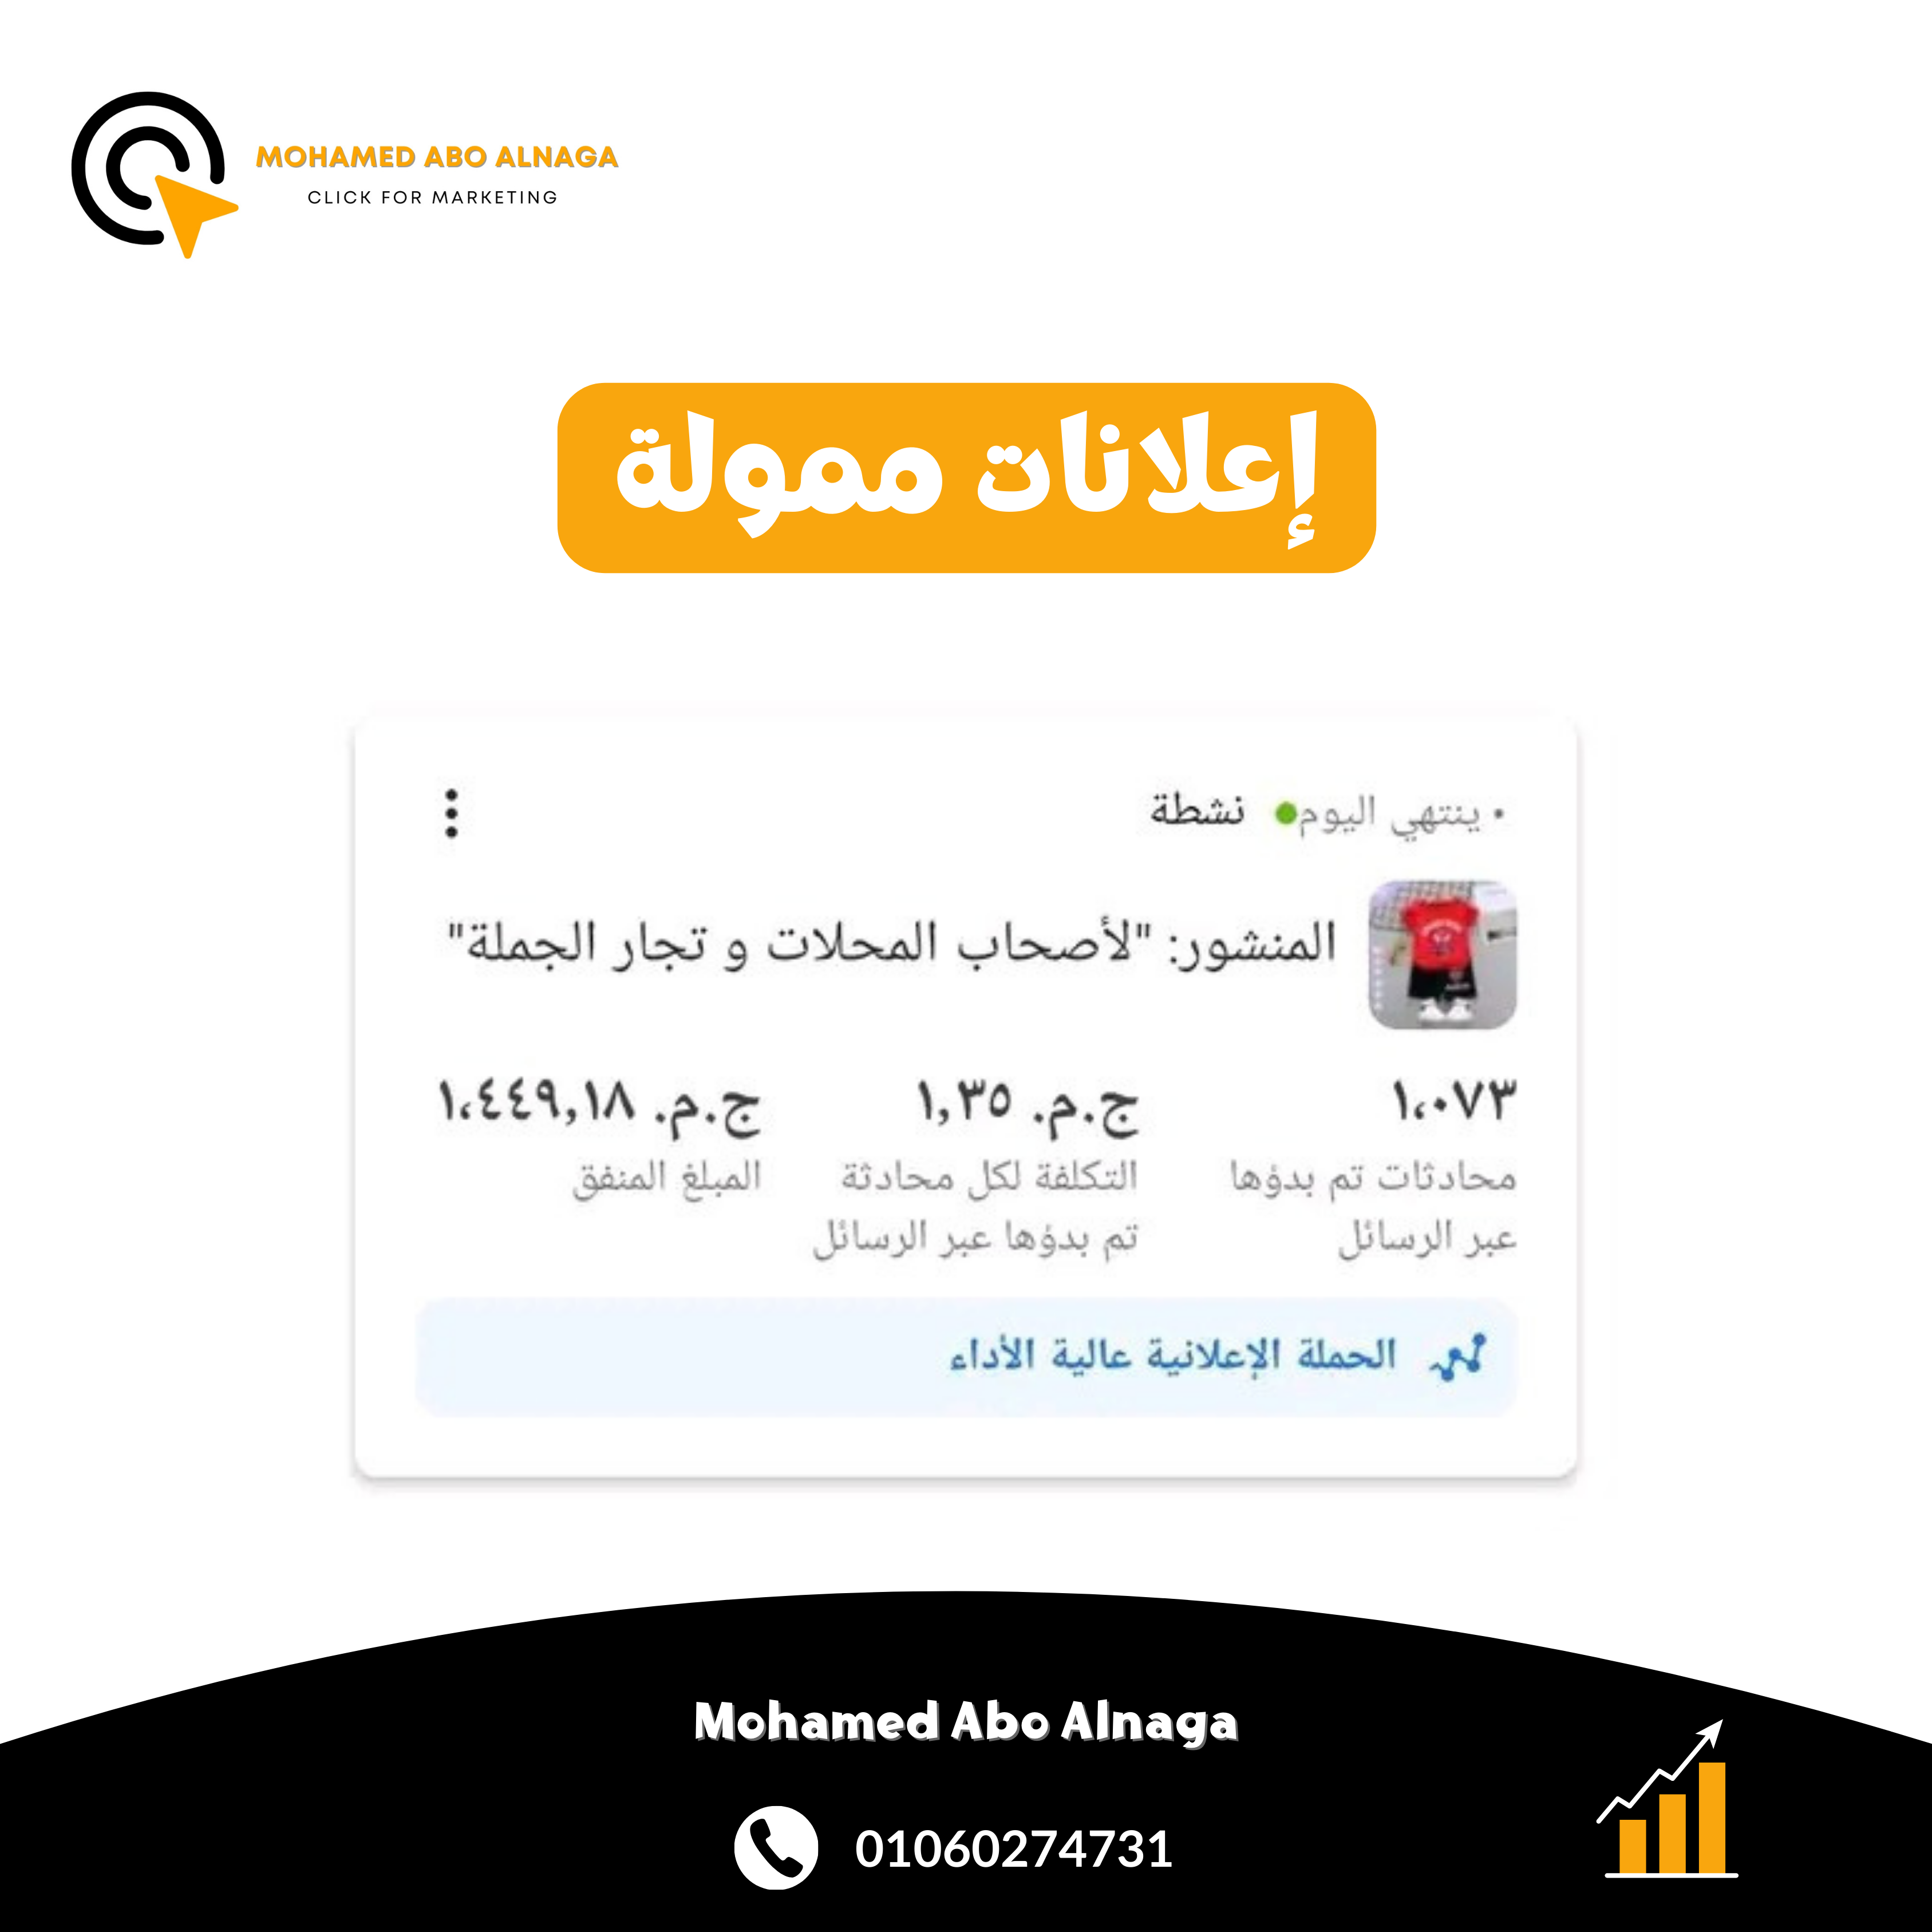 MOHAMED ABO ALNAGA
CLICK FOR MARKETING
إعلانات ممولة
• ينتهي اليوم نشطة
المنشور: "لأصحاب المحلات و تجار الجملة"
١،٠٧٣
محادثات تم بدؤها
عبر الرسائل
ج.م. ١,٣٥
التكلفة لكل محادثة
تم بدؤها عبر الرسائل
ج.م. ١،٤٤٩,١٨
المبلغ المنفق
الحملة الإعلانية عالية الأداء
Mohamed Abo Alnaga
01060274731